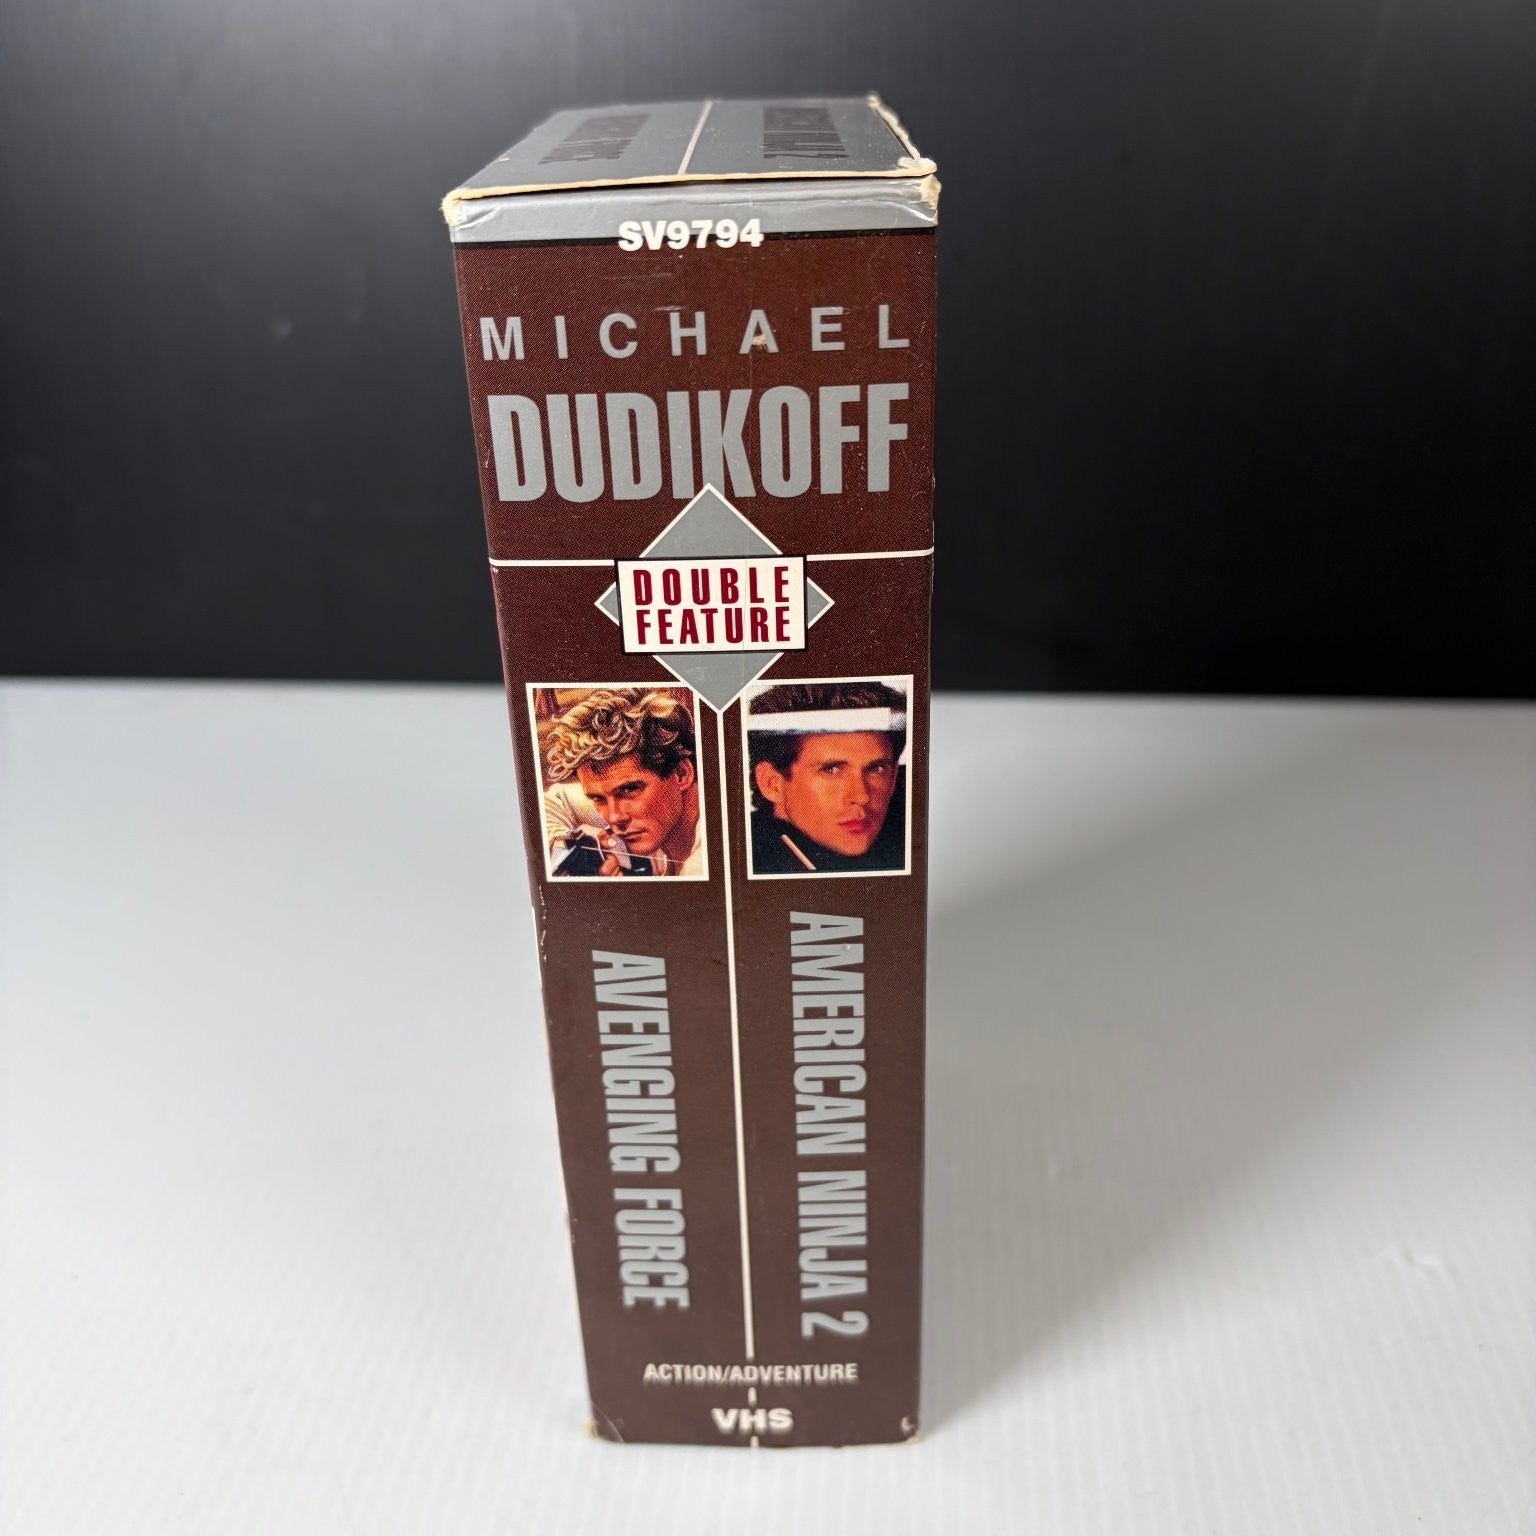 SV9794
MICHAEL
DUDIKOFF
DOUBLE
FEATURE
AVENGING FORCE
AMERICAN NINJA 2
ACTION/ADVENTURE
VHS